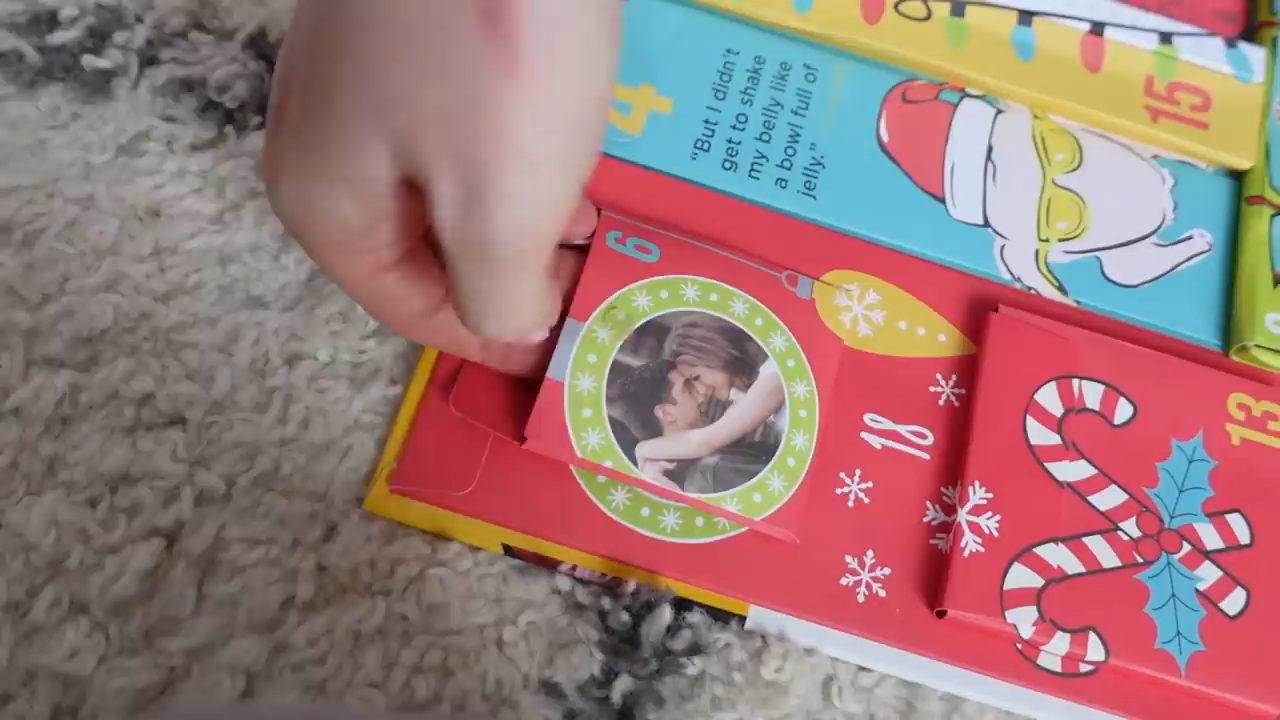 4
"But I didn't
get to shake
my belly like
a bowl full of
jelly."
15
6
18
13